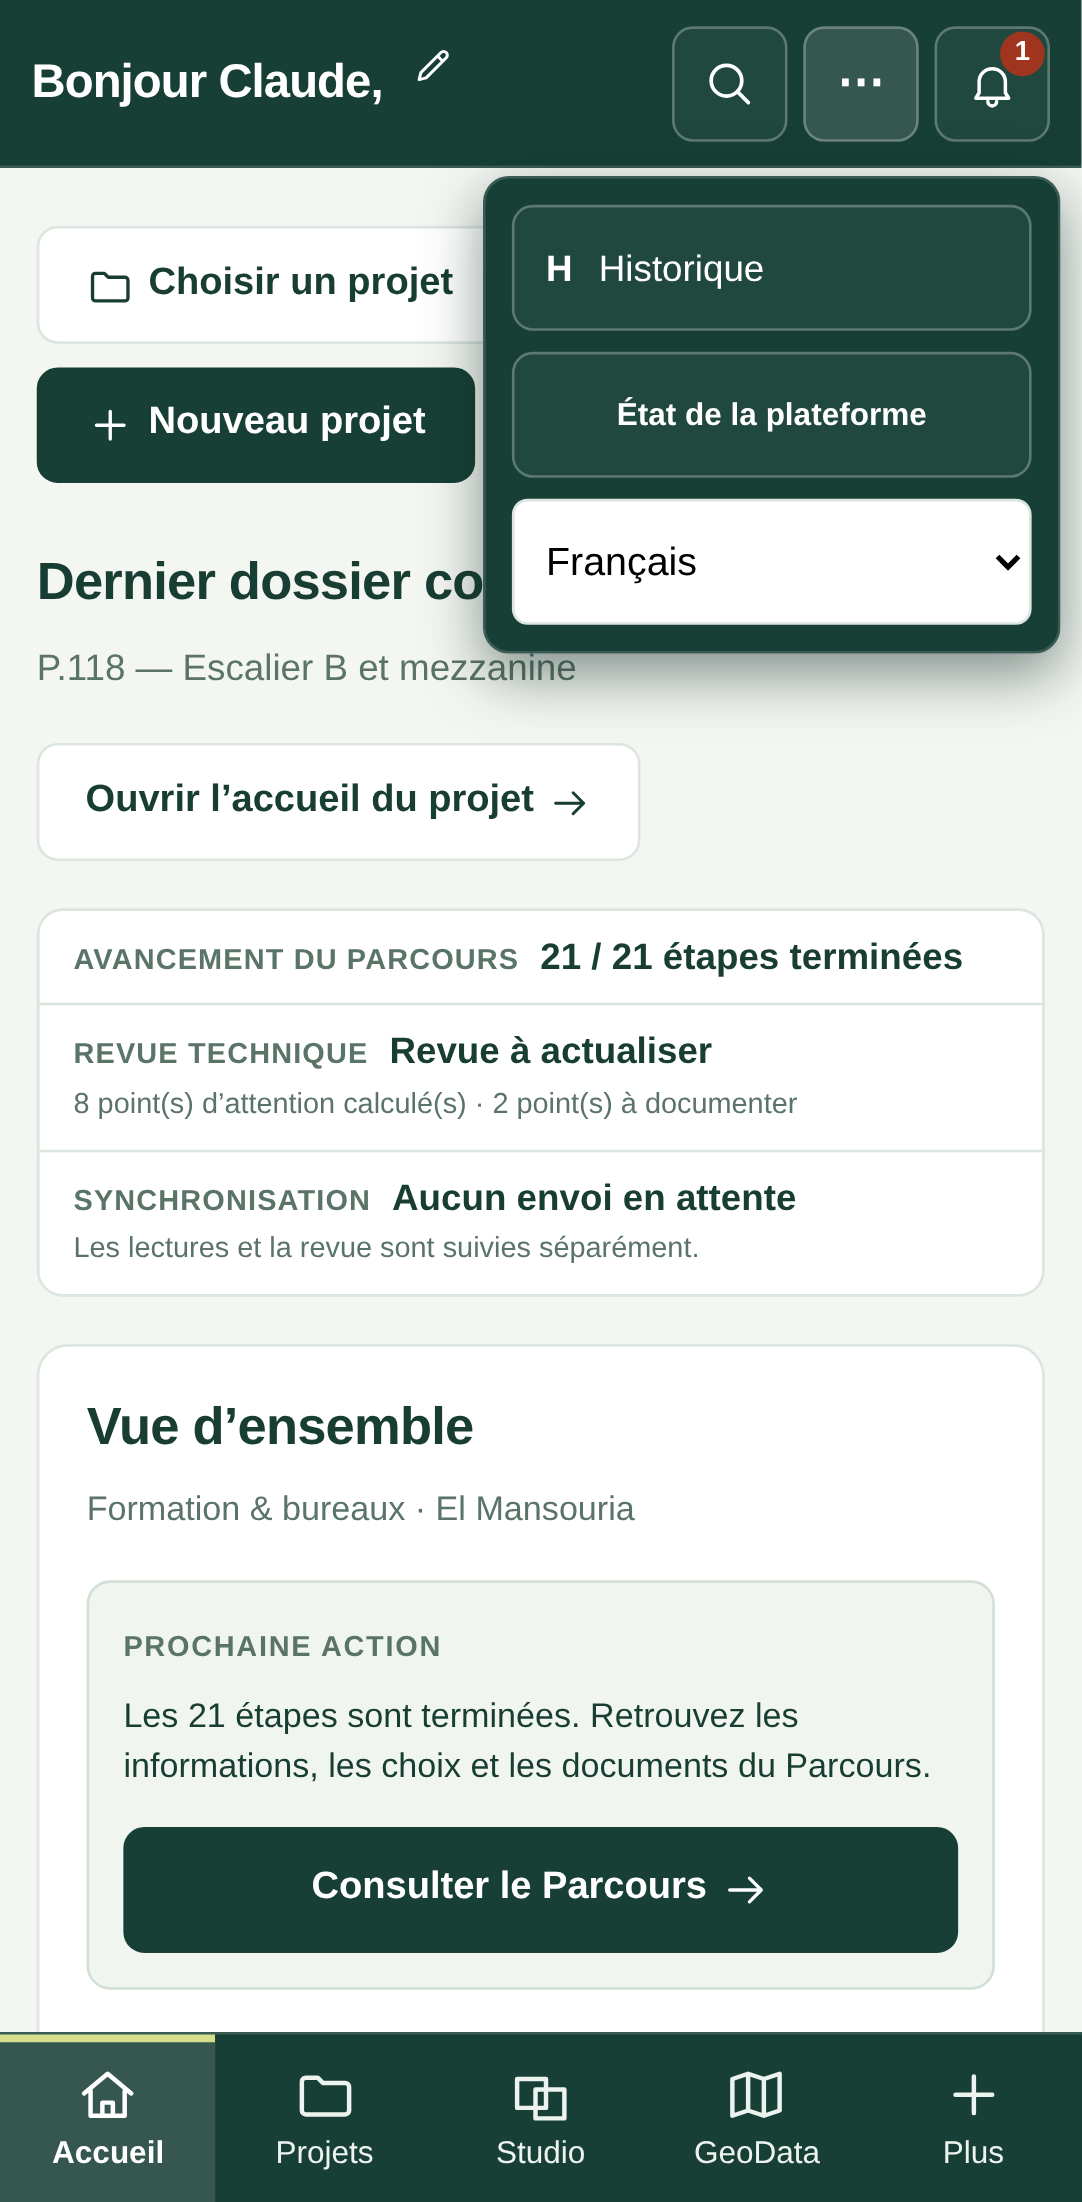 Bonjour Claude,
1
Choisir un projet
Nouveau projet
H Historique
État de la plateforme
Français
Dernier dossier co
P.118 — Escalier B et mezzanine
Ouvrir l’accueil du projet →
AVANCEMENT DU PARCOURS 21 / 21 étapes terminées
REVUE TECHNIQUE Revue à actualiser
8 point(s) d’attention calculé(s) · 2 point(s) à documenter
SYNCHRONISATION Aucun envoi en attente
Les lectures et la revue sont suivies séparément.
Vue d’ensemble
Formation & bureaux · El Mansouria
PROCHAINE ACTION
Les 21 étapes sont terminées. Retrouvez les
informations, les choix et les documents du Parcours.
Consulter le Parcours →
Accueil
Projets
Studio
GeoData
Plus